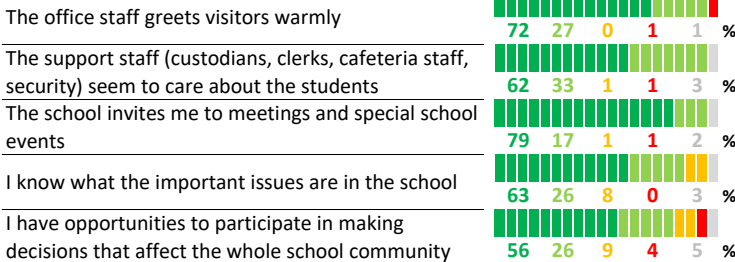 The office staff greets visitors warmly
72 27 0 1 1 %
The support staff (custodians, clerks, cafeteria staff,
security) seem to care about the students
62 33 1 1 3 %
The school invites me to meetings and special school
events
79 17 1 1 2 %
I know what the important issues are in the school
63 26 8 0 3 %
I have opportunities to participate in making
decisions that affect the whole school community
56 26 9 4 5 %